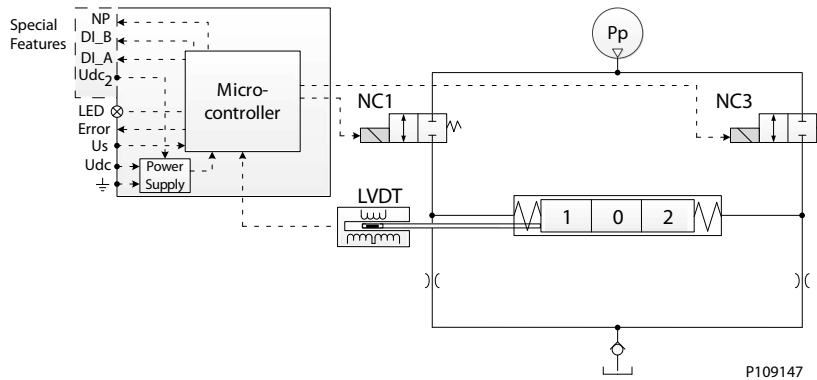 Special
Features
NP
DI_B
DI_A
Udc2
LED
Error
Us
Udc
Micro-
controller
Power
Supply
Pp
NC1
NC3
LVDT
1 0 2
P109147